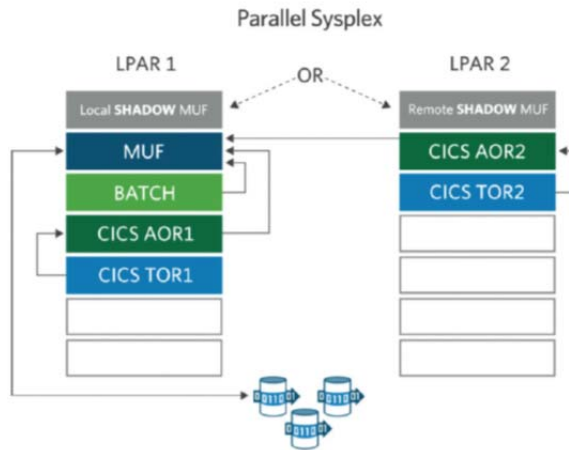 Parallel Sysplex
LPAR 1
OR
LPAR 2
Local SHADOW MUF
Remote SHADOW MUF
MUF
CICS AOR2
BATCH
CICS TOR2
CICS AOR1
CICS TOR1